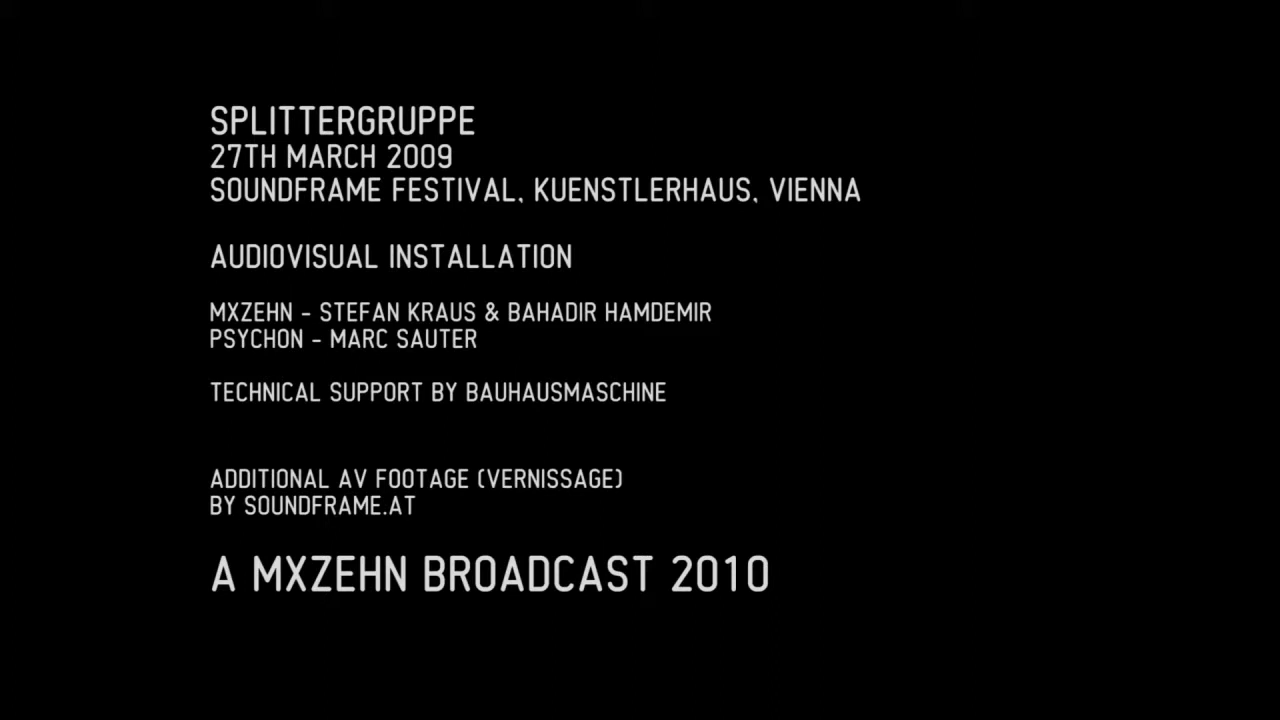 SPLITTERGRUPPE
27TH MARCH 2009
SOUNDFRAME FESTIVAL, KUENSTLERHAUS, VIENNA
AUDIOVISUAL INSTALLATION
MXZEHN - STEFAN KRAUS & BAHADIR HAMDEMIR
PSYCHON - MARC SAUTER
TECHNICAL SUPPORT BY BAUHAUSMASCHINE
ADDITIONAL AV FOOTAGE (VERNISSAGE)
BY SOUNDFRAME.AT
A MXZEHN BROADCAST 2010